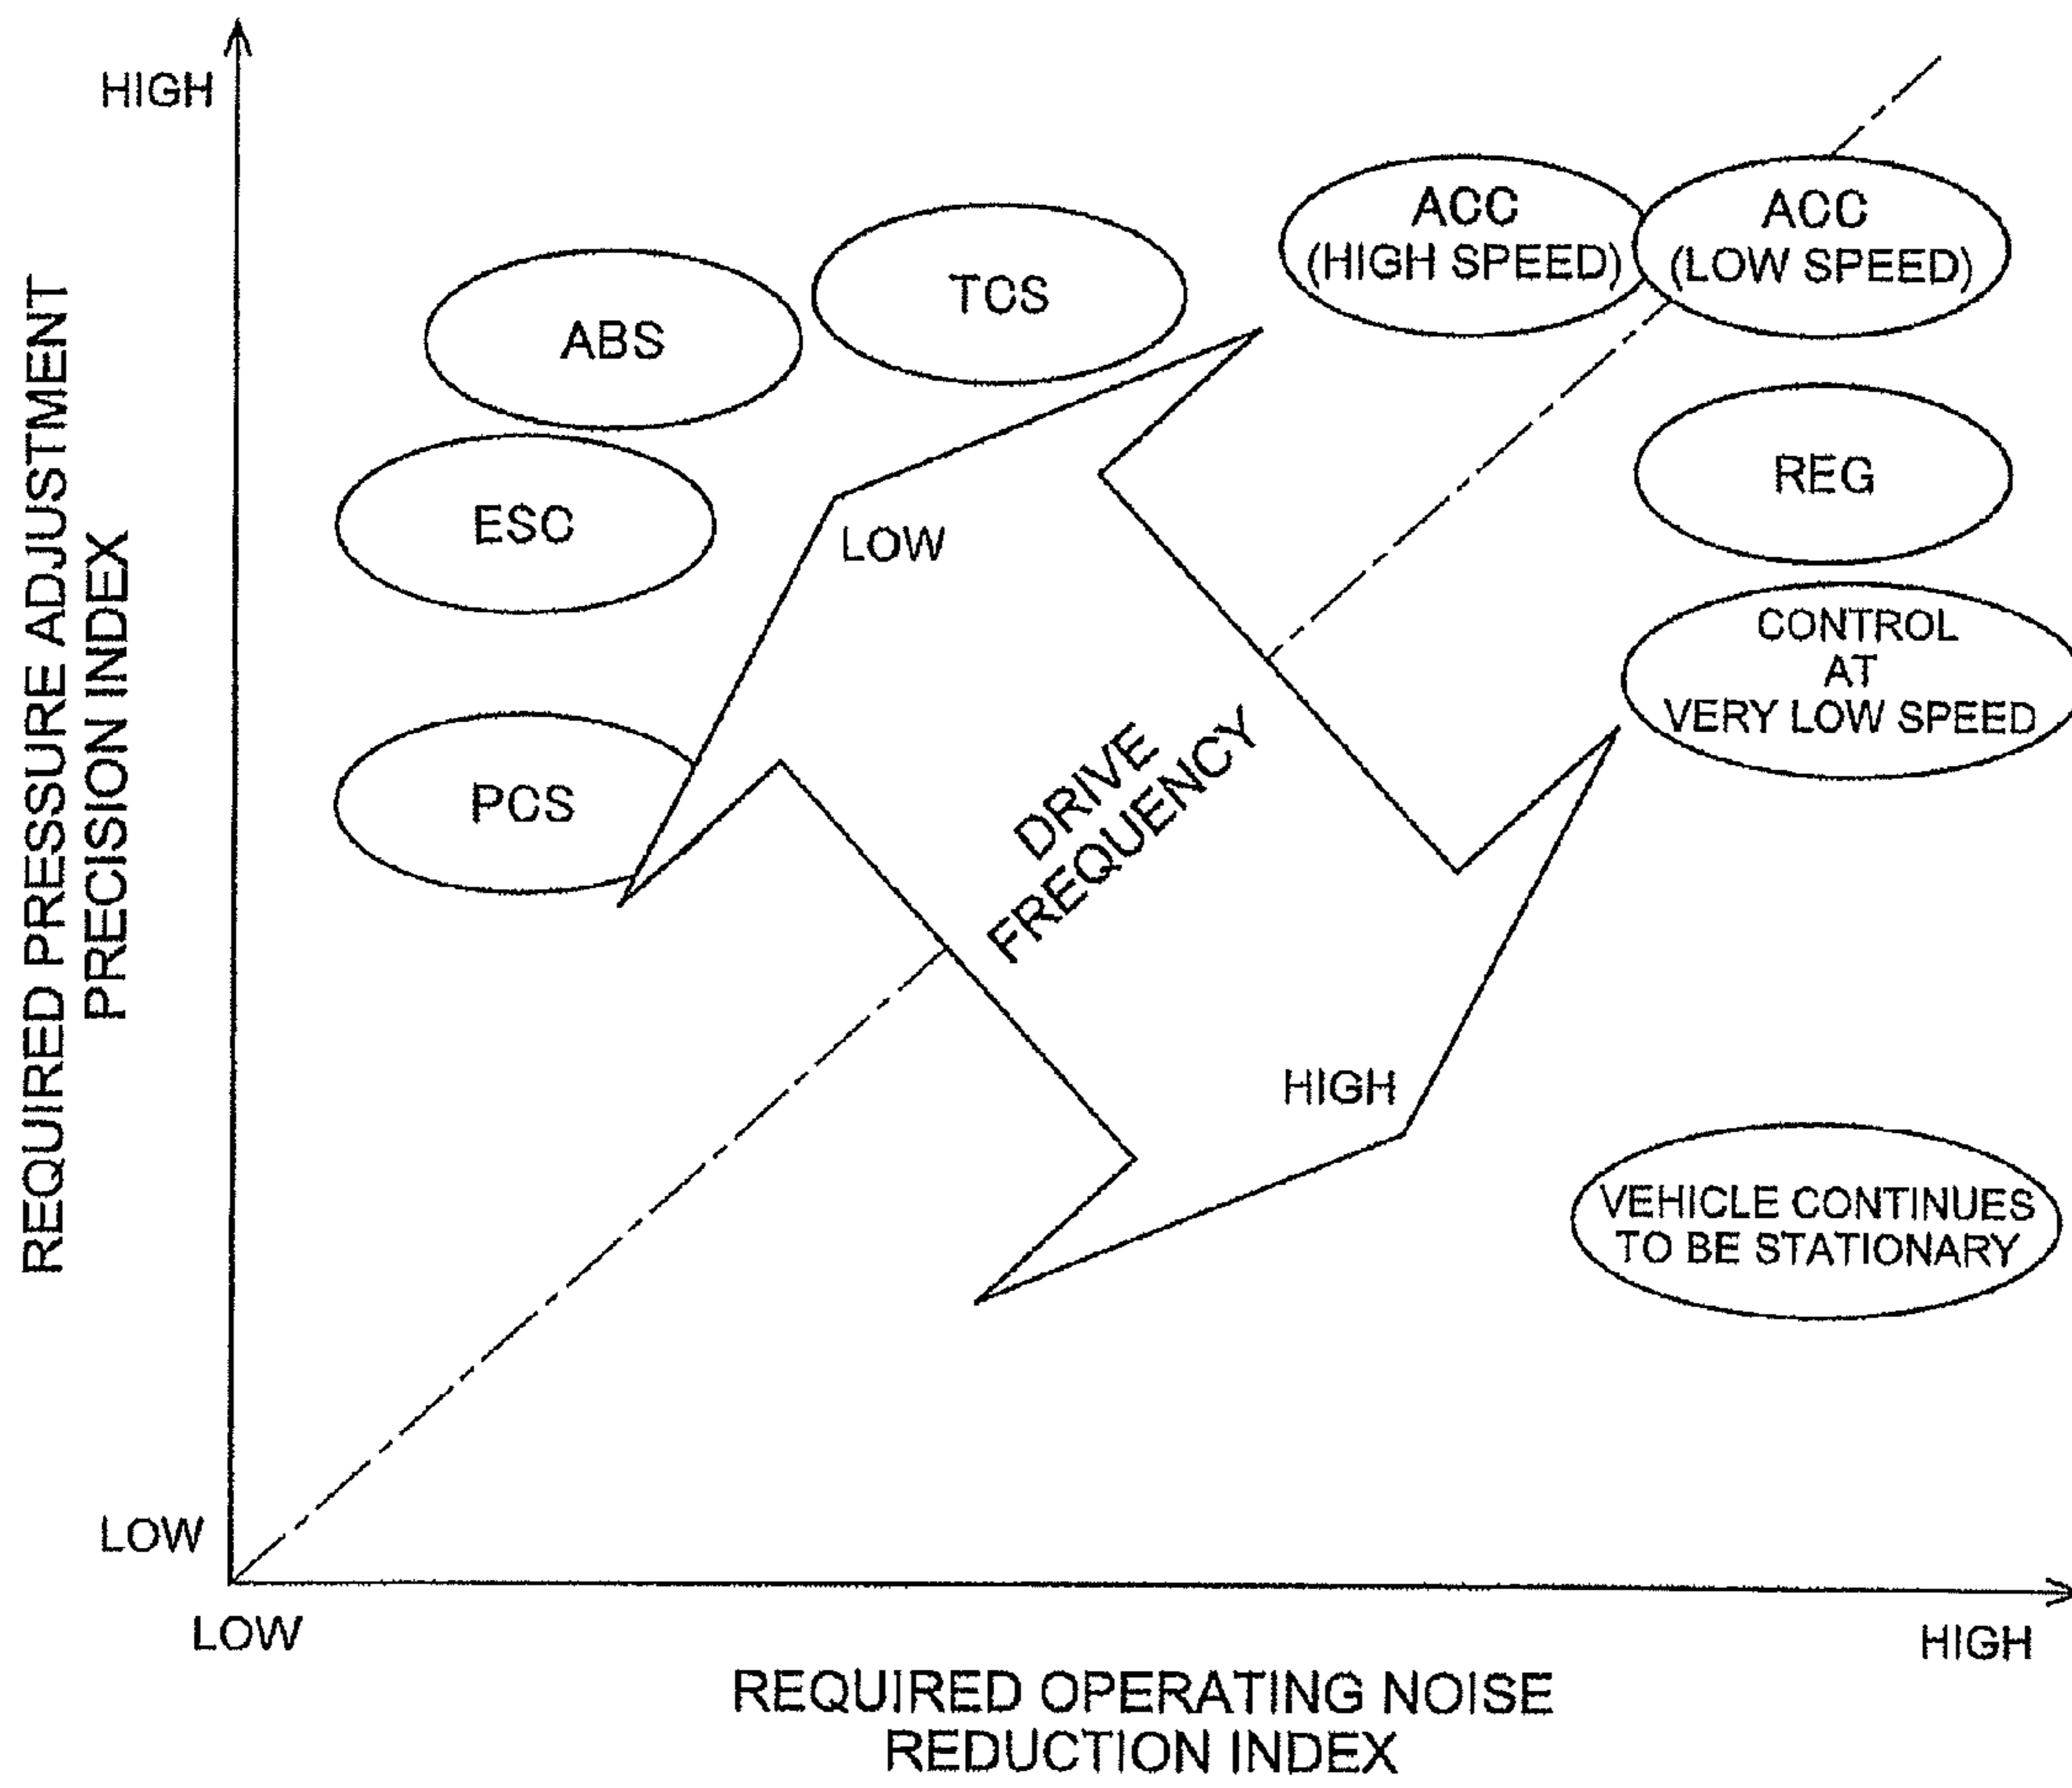 HIGH
ACC
(HIGH SPEED)
ACC
(LOW SPEED)
TCS
ABS
REG
ESC
LOW
CONTROL
AT
VERY LOW SPEED
PCS
DRIVE
FREQUENCY
HIGH
VEHICLE CONTINUES
TO BE STATIONARY
REQUIRED PRESSURE ADJUSTMENT
PRECISION INDEX
LOW
LOW
HIGH
REQUIRED OPERATING NOISE
REDUCTION INDEX